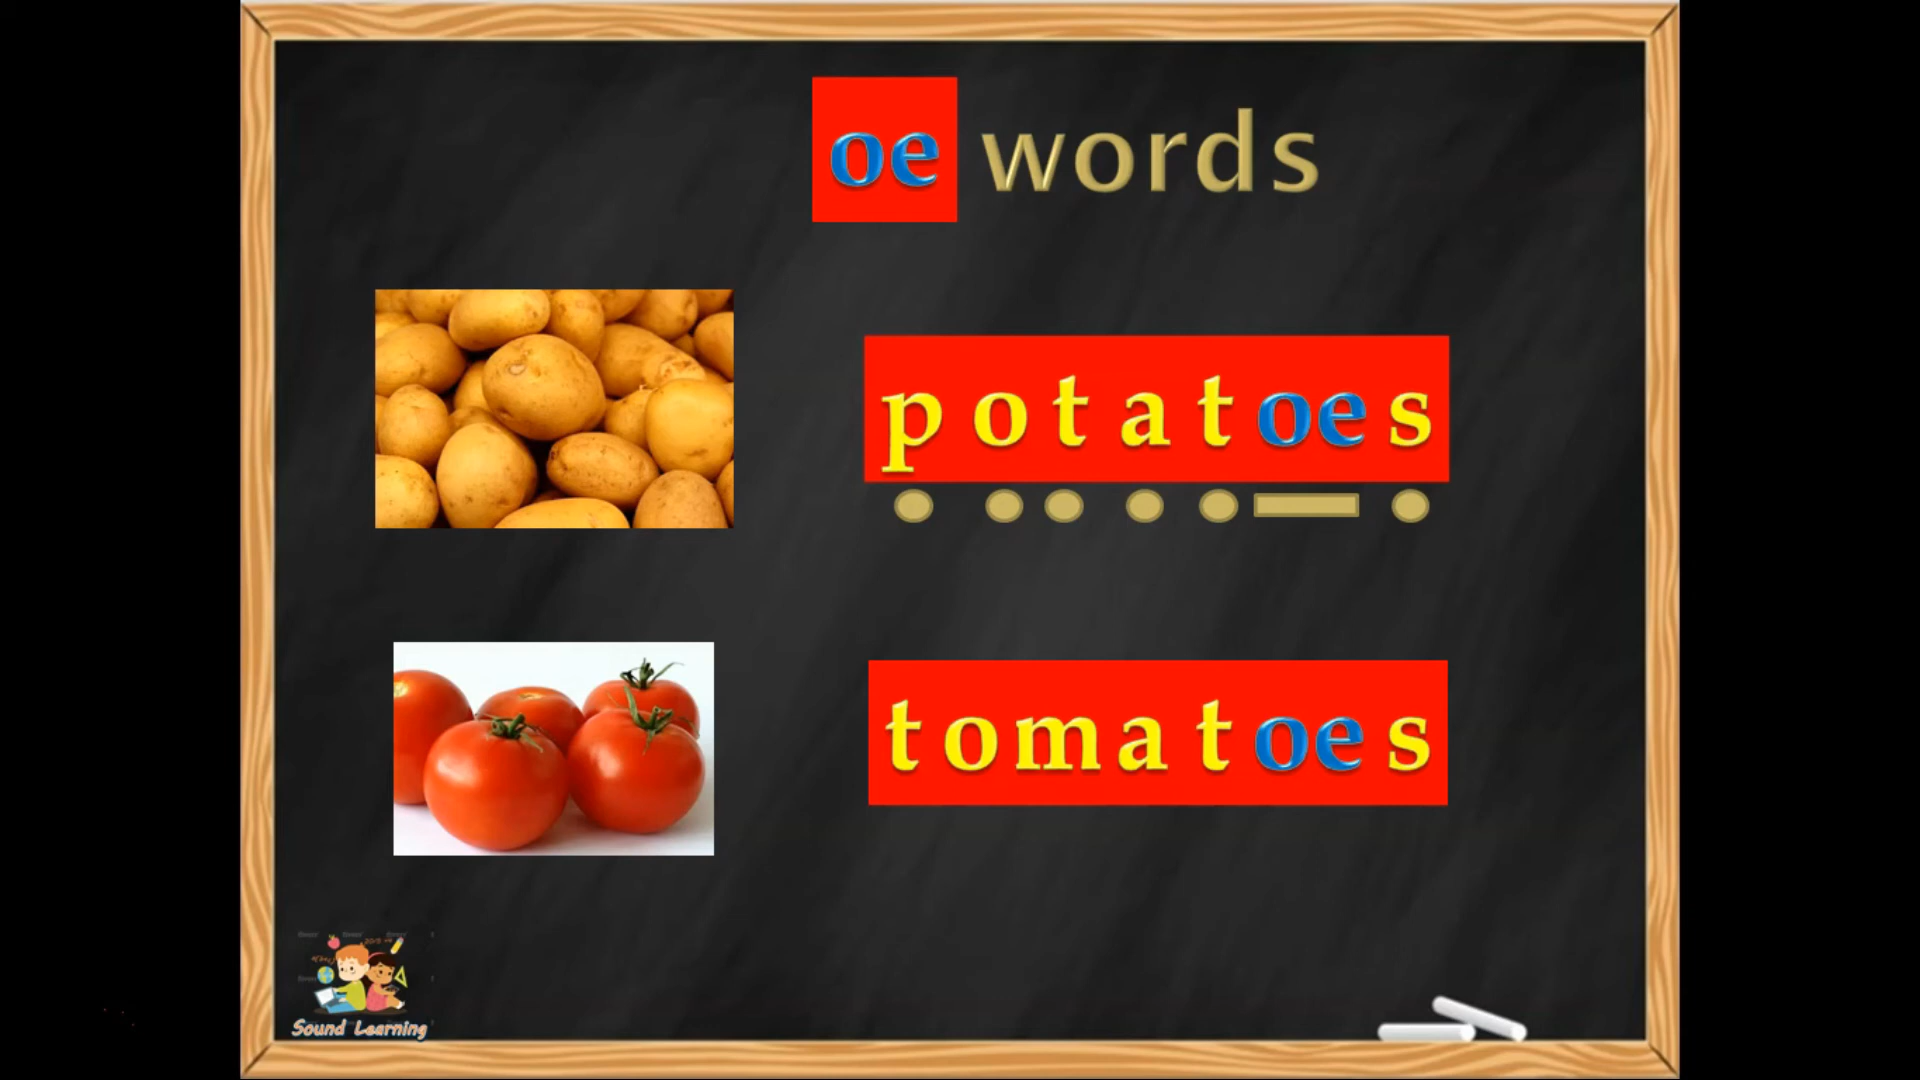 oe words
potatoes
tomatoes
Sound Learning